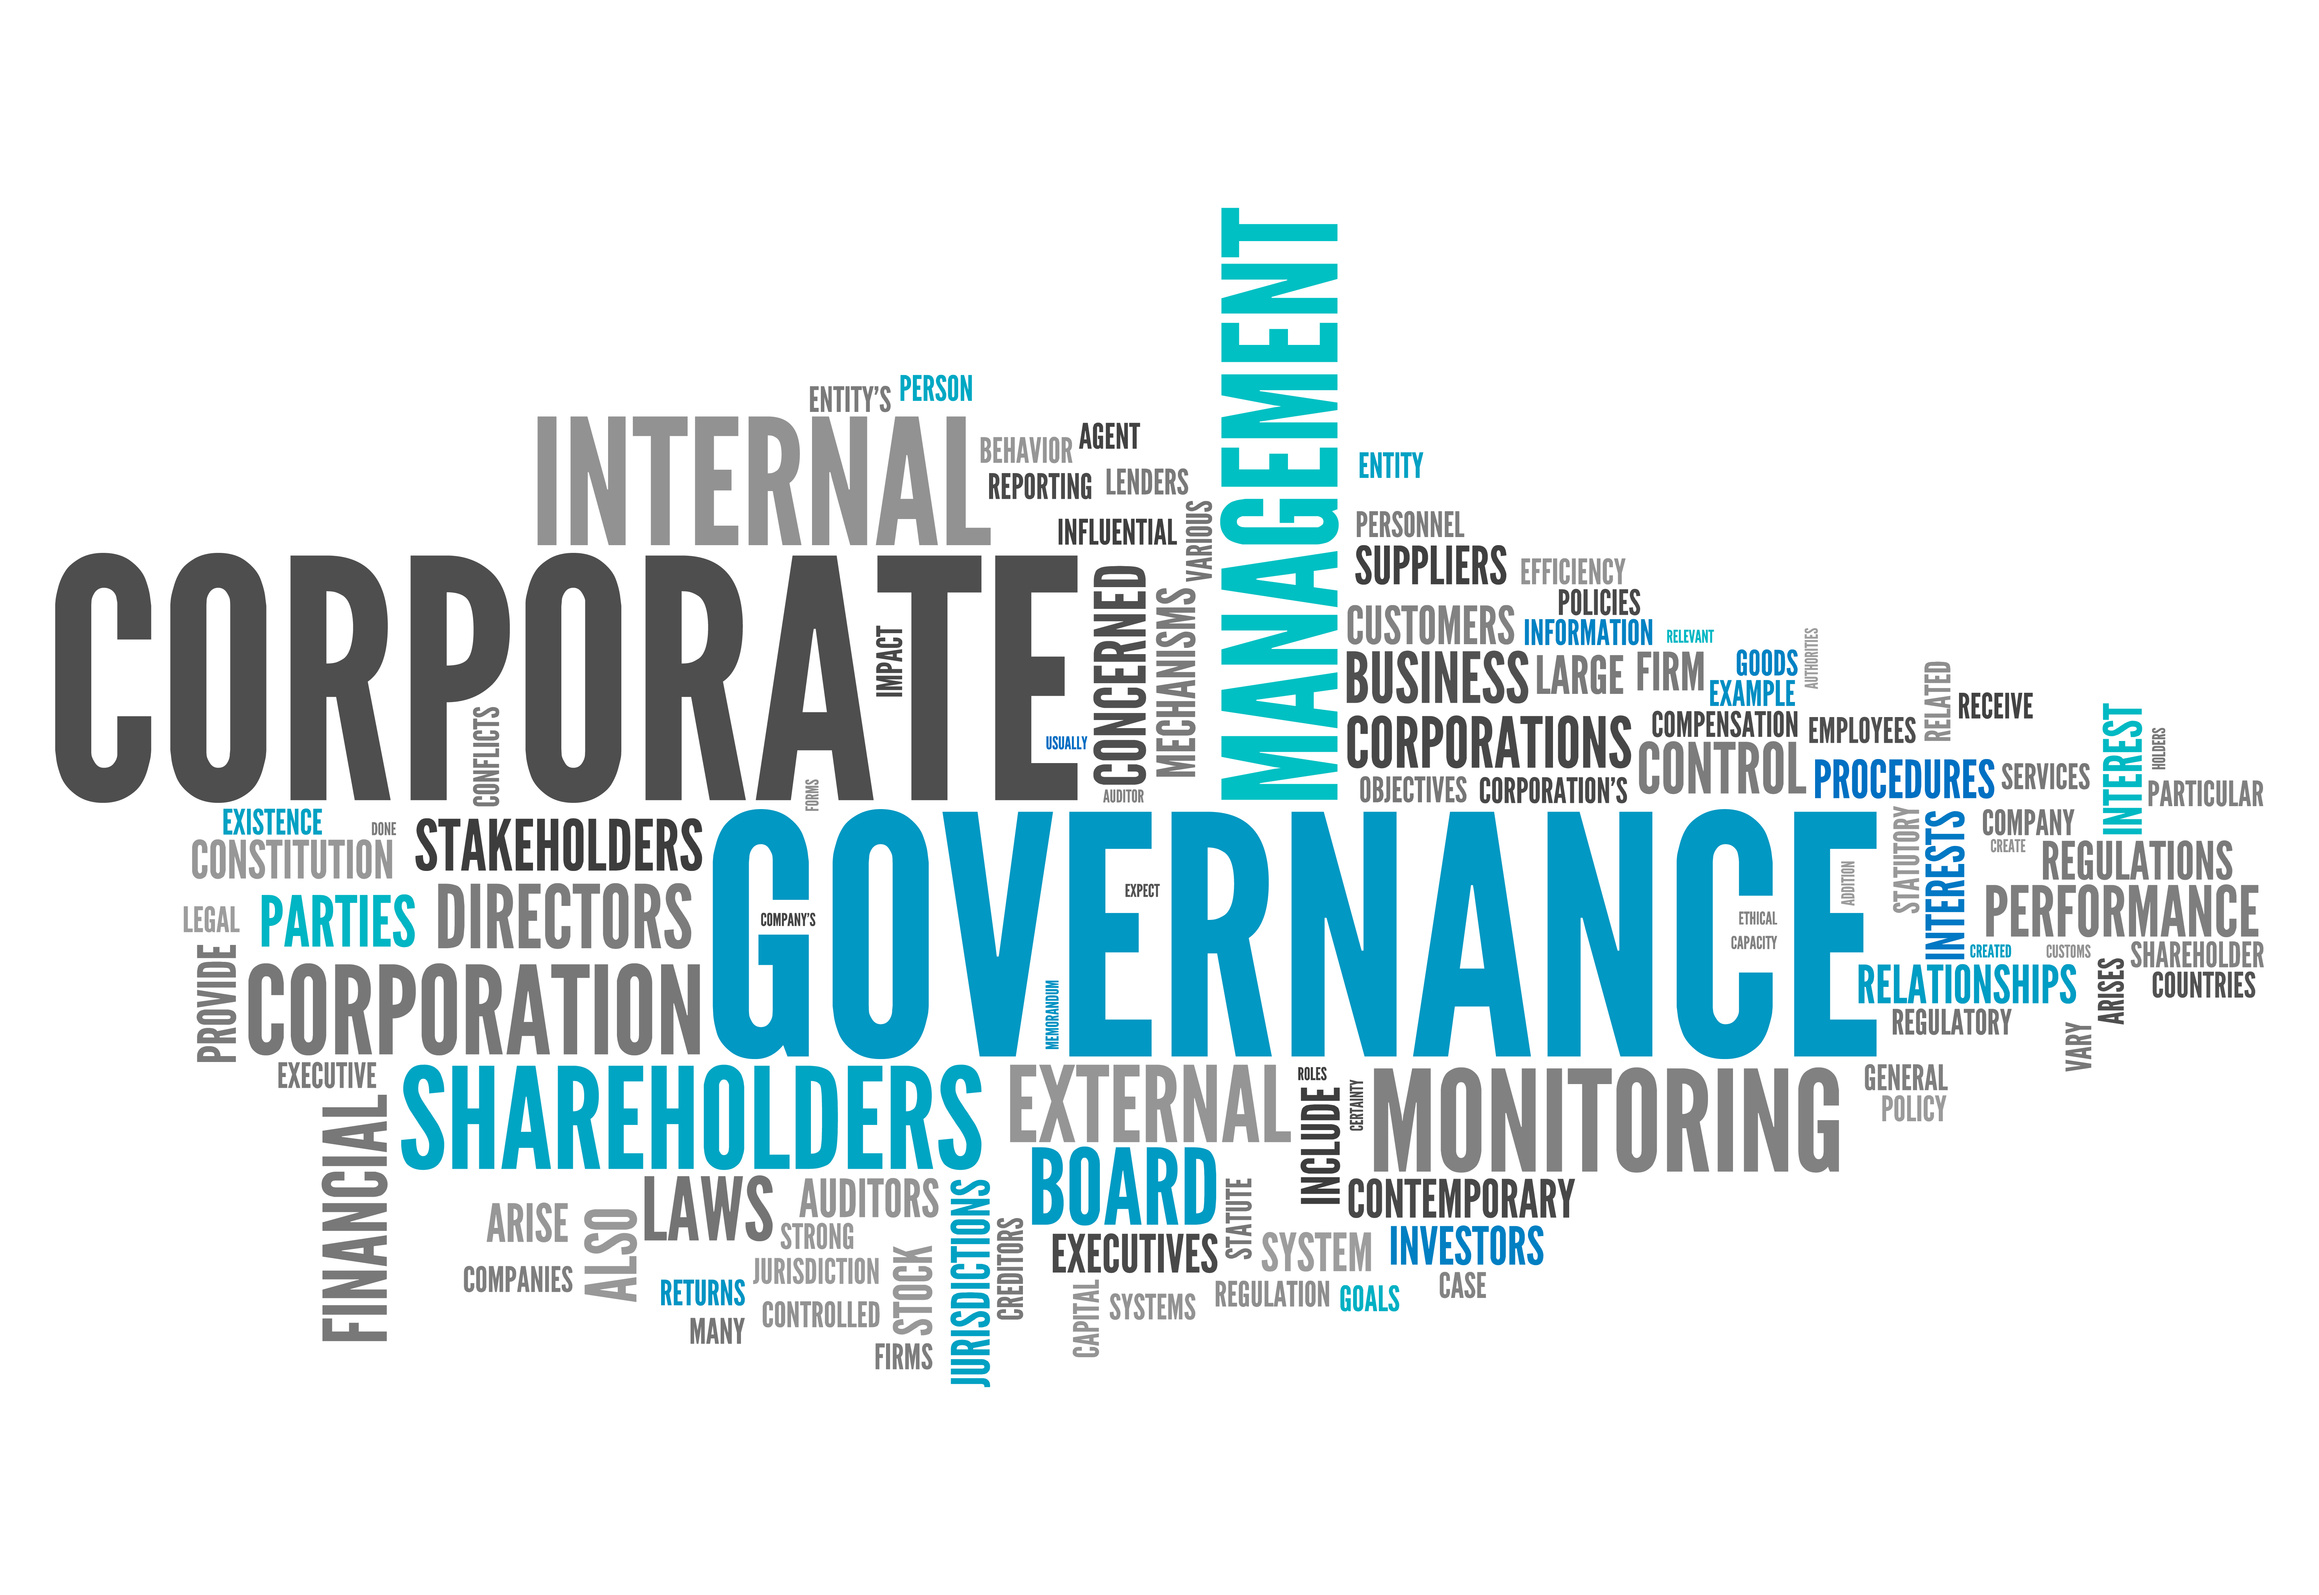 MANAGEMENT
ENTITY'S PERSON
INTERNAL
BEHAVIOR AGENT
REPORTING LENDERS
INFLUENTIAL
VARIOUS
ENTITY
PERSONNEL
SUPPLIERS EFFICIENCY
POLICIES
CUSTOMERS INFORMATION RELEVANT
BUSINESS LARGE FIRM GOODS
EXAMPLE
AUTHORITIES
CORPORATE
IMPACT
CONFLICTS
FORMS
USUALLY
CONCERNED
MECHANISMS
AUDITOR
CORPORATIONS COMPENSATION EMPLOYEES
RELATED
RECEIVE
CONTROL PROCEDURES SERVICES
OBJECTIVES CORPORATION'S
INTEREST
HOLDERS
PARTICULAR
EXISTENCE DONE STAKEHOLDERS
CONSTITUTION
LEGAL PARTIES DIRECTORS
PROVIDE
CORPORATION
GOVERNANCE
COMPANY'S
MEMORANDUM
EXPECT
ETHICAL
CAPACITY
ADDITION
STATUTORY
INTERESTS
COMPANY
CREATE
REGULATIONS
PERFORMANCE
CREATED CUSTOMS SHAREHOLDER
RELATIONSHIPS
ARISES
COUNTRIES
REGULATORY
VARY
EXECUTIVE
FINANCIAL
SHAREHOLDERS
EXTERNAL
ROLES
INCLUDE
CERTAINTY
MONITORING
GENERAL
POLICY
ARISE
ALSO
LAWS
AUDITORS
STRONG
JURISDICTIONS
CREDITORS
BOARD
STATUTE
CONTEMPORARY
COMPANIES
RETURNS
JURISDICTION
STOCK
EXECUTIVES
SYSTEM
INVESTORS
MANY
CONTROLLED
FIRMS
CAPITAL
SYSTEMS
REGULATION
GOALS
CASE